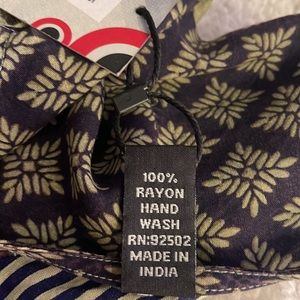 100%
RAYON
HAND
WASH
RN:92502
MADE IN
INDIA